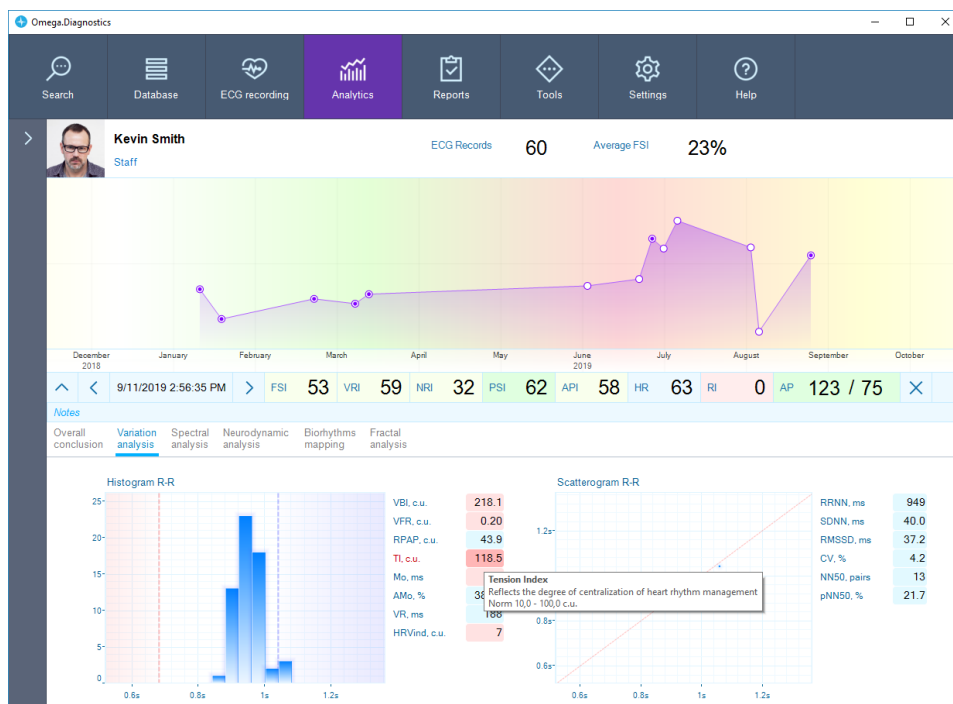 Omega.Diagnostics
Search Database ECG recording Analytics Reports Tools Settings Help
Kevin Smith
Staff
ECG Records 60 Average FSI 23%
December January February March April May June July August September October
2018 2019
9/11/2019 2:56:35 PM FSI 53 VRI 59 NRI 32 PSI 62 API 58 HR 63 RI 0 AP 123 / 75
Notes
Overall conclusion Variation analysis Spectral analysis Neurodynamic analysis Biorhythms mapping Fractal analysis
Histogram R-R
25
20
15
10
5
0
0.6s 0.8s 1s 1.2s
VBI, c.u. 218.1
VFR, c.u. 0.20
RPAP, c.u. 43.9
TI, c.u. 118.5
Mo, ms
AMo, %
VR, ms 188
HRVind, c.u. 7
Scatterogram R-R
1.2s
0.8s
0.6s
0.6s 0.8s 1s 1.2s
Tension Index
Reflects the degree of centralization of heart rhythm management
Norm 10,0 - 100,0 c.u.
RRNN, ms 949
SDNN, ms 40.0
RMSSD, ms 37.2
CV, % 4.2
NN50, pairs 13
pNN50, % 21.7